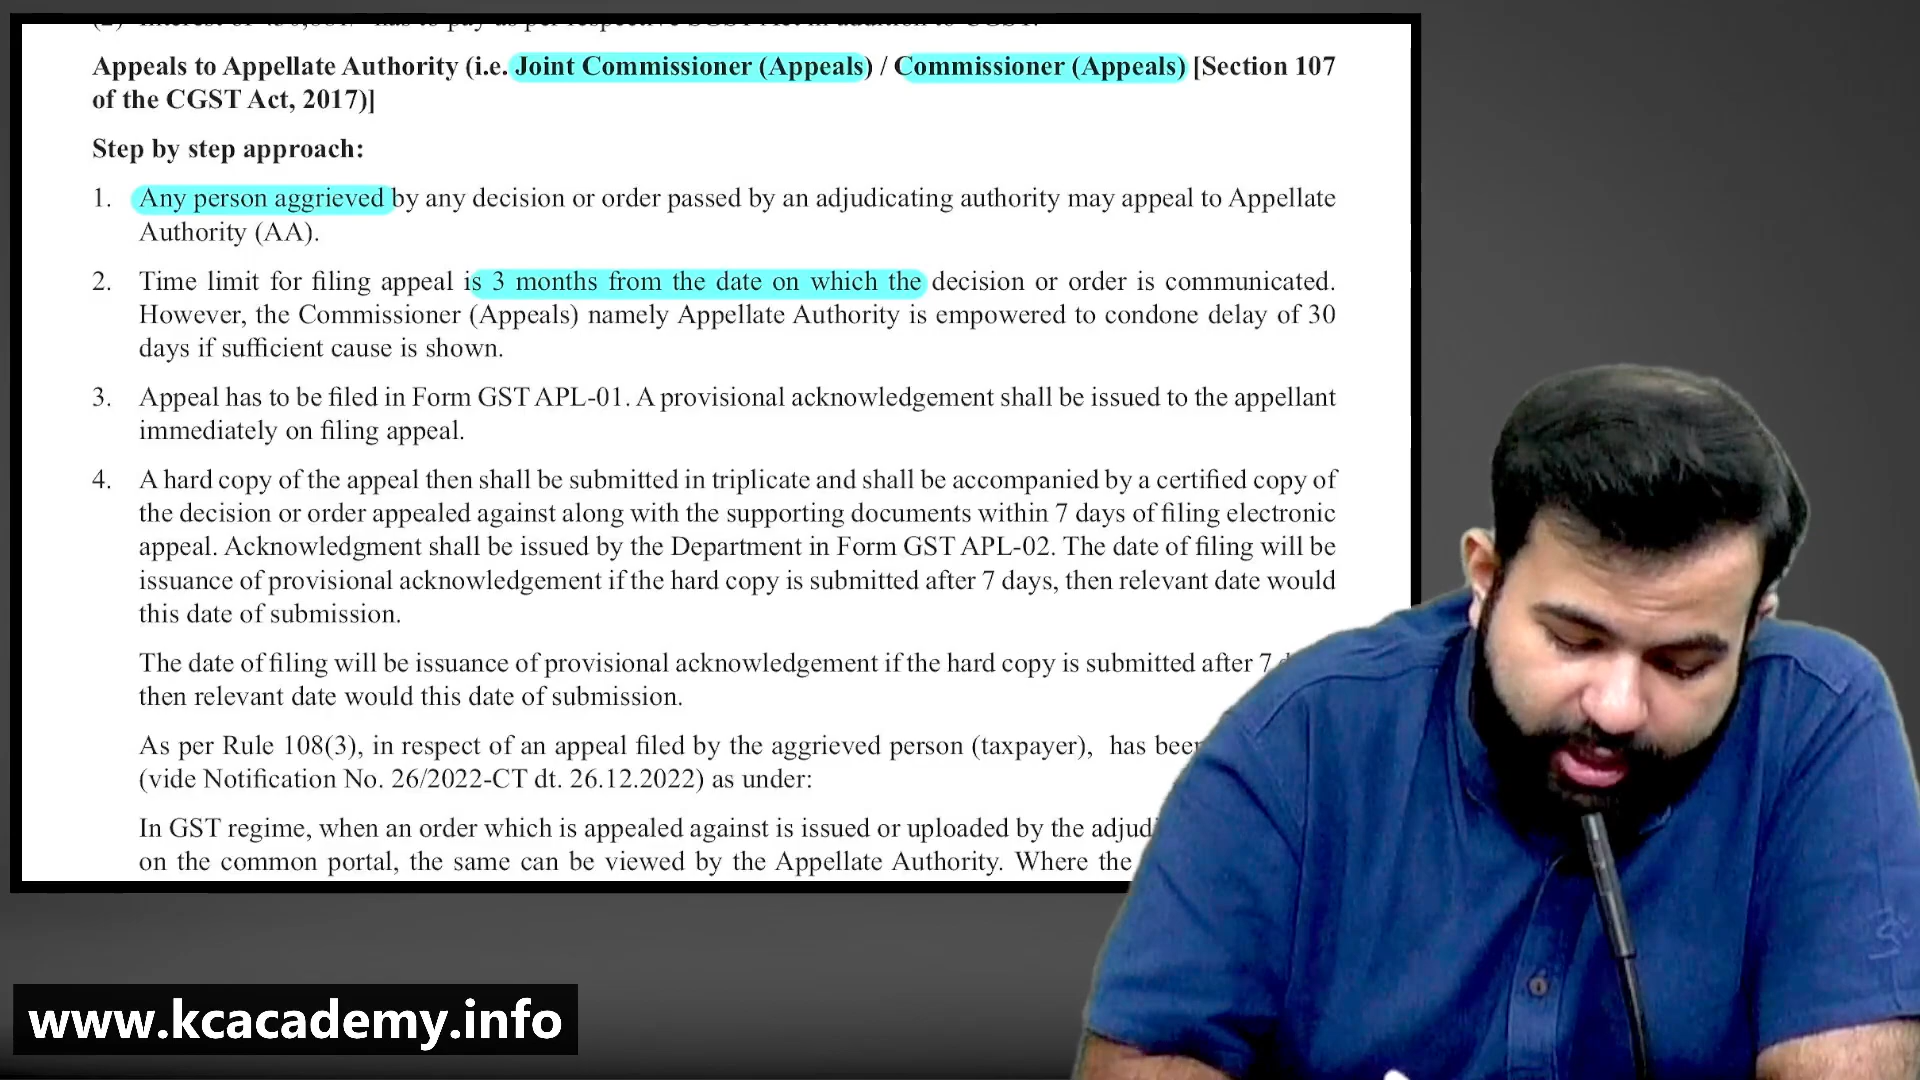 Appeals to Appellate Authority (i.e. Joint Commissioner (Appeals) / Commissioner (Appeals) [Section 107
of the CGST Act, 2017)]
Step by step approach:
1. Any person aggrieved by any decision or order passed by an adjudicating authority may appeal to Appellate
Authority (AA).
2. Time limit for filing appeal is 3 months from the date on which the decision or order is communicated.
However, the Commissioner (Appeals) namely Appellate Authority is empowered to condone delay of 30
days if sufficient cause is shown.
3. Appeal has to be filed in Form GST APL-01. A provisional acknowledgement shall be issued to the appellant
immediately on filing appeal.
4. A hard copy of the appeal then shall be submitted in triplicate and shall be accompanied by a certified copy of
the decision or order appealed against along with the supporting documents within 7 days of filing electronic
appeal. Acknowledgment shall be issued by the Department in Form GST APL-02. The date of filing will be
issuance of provisional acknowledgement if the hard copy is submitted after 7 days, then relevant date would
this date of submission.
The date of filing will be issuance of provisional acknowledgement if the hard copy is submitted after 7
then relevant date would this date of submission.
As per Rule 108(3), in respect of an appeal filed by the aggrieved person (taxpayer), has been
(vide Notification No. 26/2022-CT dt. 26.12.2022) as under:
In GST regime, when an order which is appealed against is issued or uploaded by the
on the common portal, the same can be viewed by the Appellate Authority. Where the
www.kcacademy.info